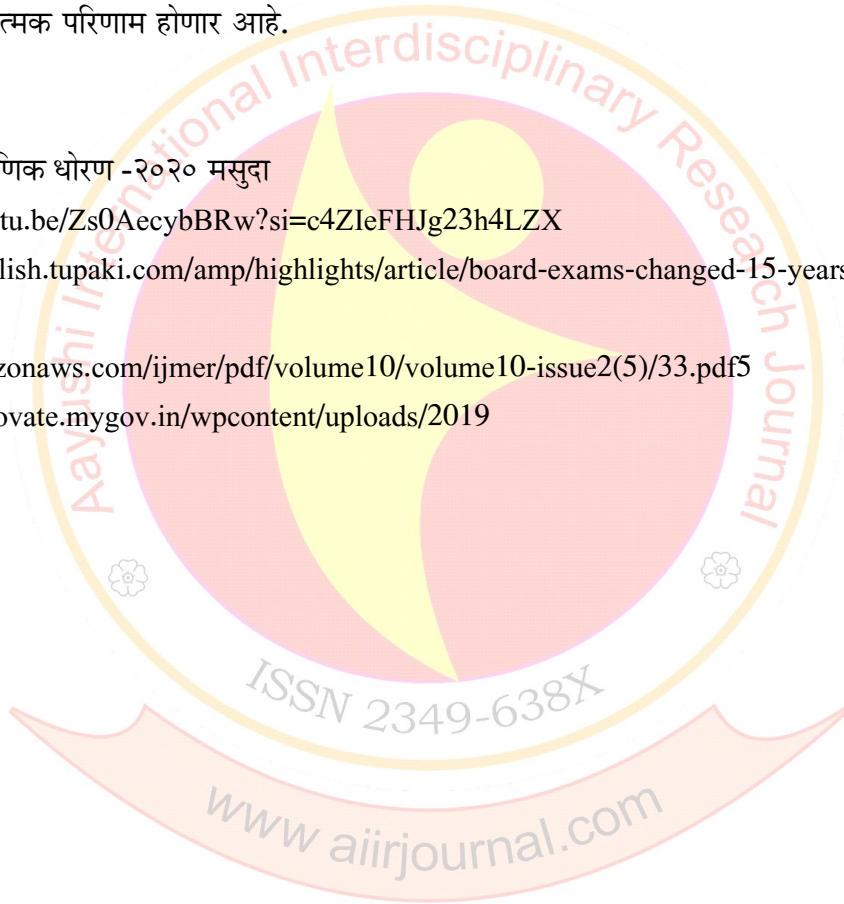 त्मक परिणाम होणार आहे.
णिक धोरण -२०२० मसुदा
tu.be/Zs0AecybBRw?si=c4ZIeFHJg23h4LZX
lish.tupaki.com/amp/highlights/article/board-exams-changed-15-years
zonaws.com/ijmer/pdf/volume10/volume10-issue2(5)/33.pdf5
ovate.mygov.in/wpcontent/uploads/2019
Aayushi International Interdisciplinary Research Journal
ISSN 2349-638X
www aiirjournal.com